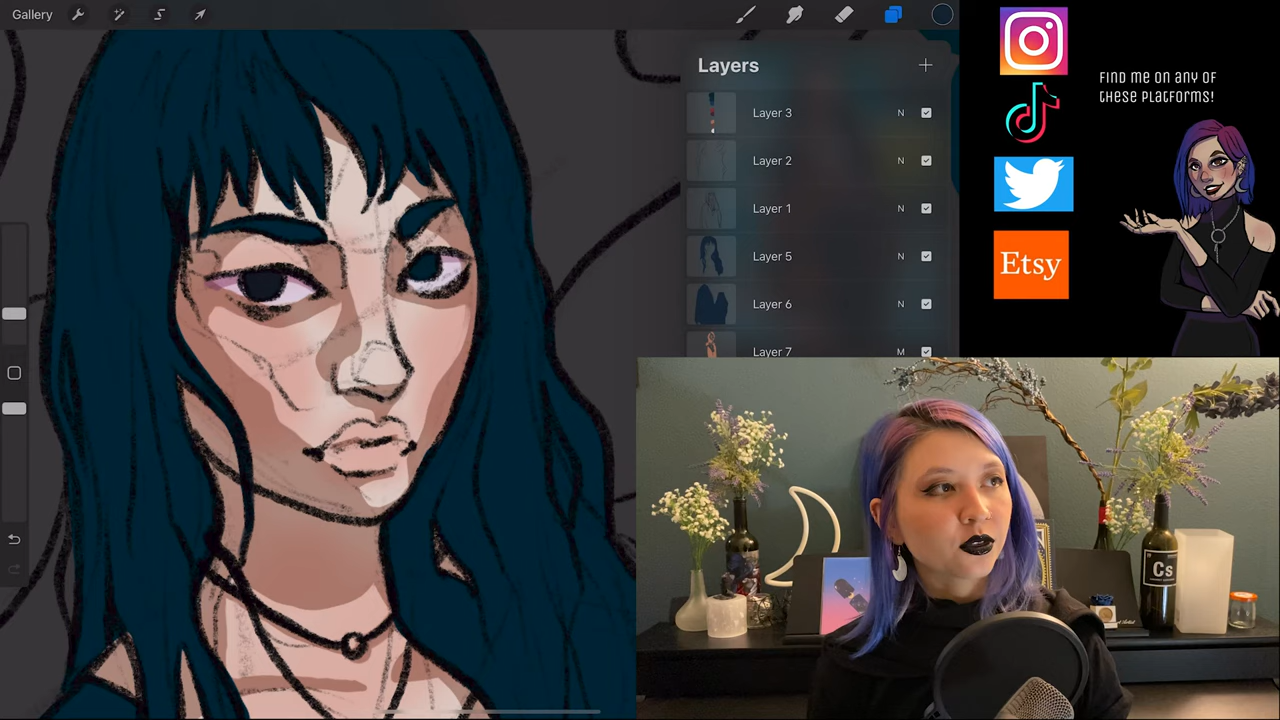 Gallery
Layers
Layer 3
N
Layer 2
N
Layer 1
N
Layer 5
N
Layer 6
N
Layer 7
M
FIND ME ON ANY OF
THESE PLATFORMS!
Etsy
Cs